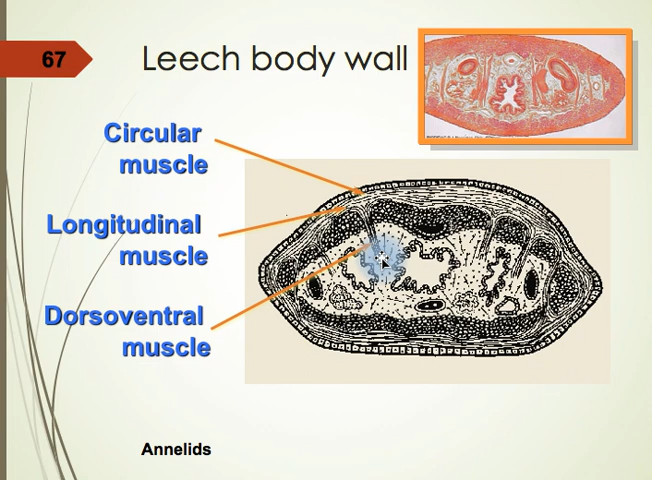 67
Leech body wall
Circular
muscle
Longitudinal
muscle
Dorsoventral
muscle
Annelids